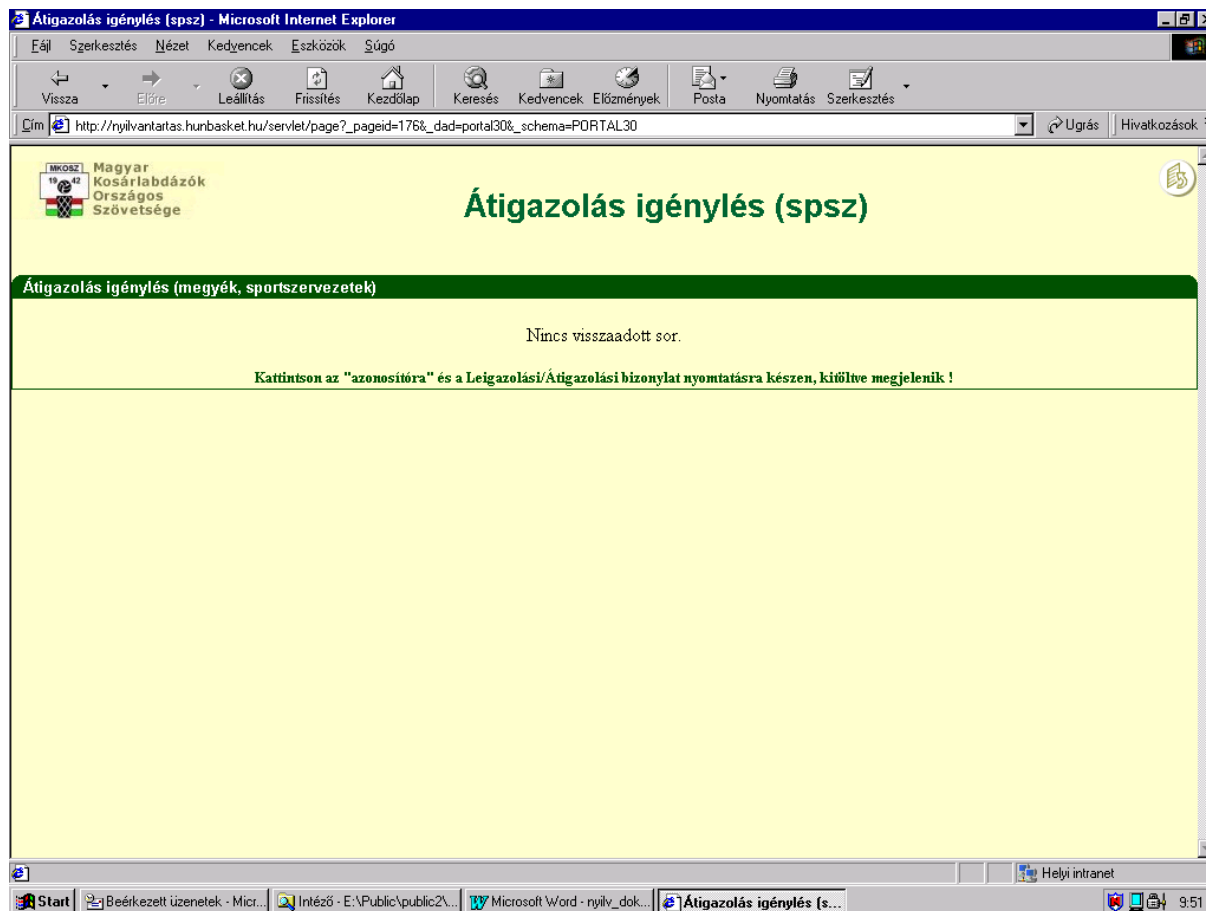 Átigazolás igénylés (spsz) - Microsoft Internet Explorer
Fájl Szerkesztés Nézet Kedvencek Eszközök Súgó
Vissza Előre Leállítás Frissítés Kezdőlap Keresés Kedvencek Előzmények Posta Nyomtatás Szerkesztés
Cím http://nyilvantartas.hunbasket.hu/servlet/page?_pageid=176&_dad=portal30&_schema=PORTAL30 Ugrás Hivatkozások
MKOSZ
19 42
Magyar
Kosárlabdázók
Országos
Szövetsége
Átigazolás igénylés (spsz)
Átigazolás igénylés (megyék, sportszervezetek)
Nincs visszaadott sor.
Kattintson az "azonosítóra" és a Leigazolási/Átigazolási bizonylat nyomtatásra készen, kitöltve megjelenik !
Helyi intranet
Start Beérkezett üzenetek - Micr... Intéző - E:\Public\public2\... Microsoft Word - nyilv_dok... Átigazolás igénylés (s... 9:51